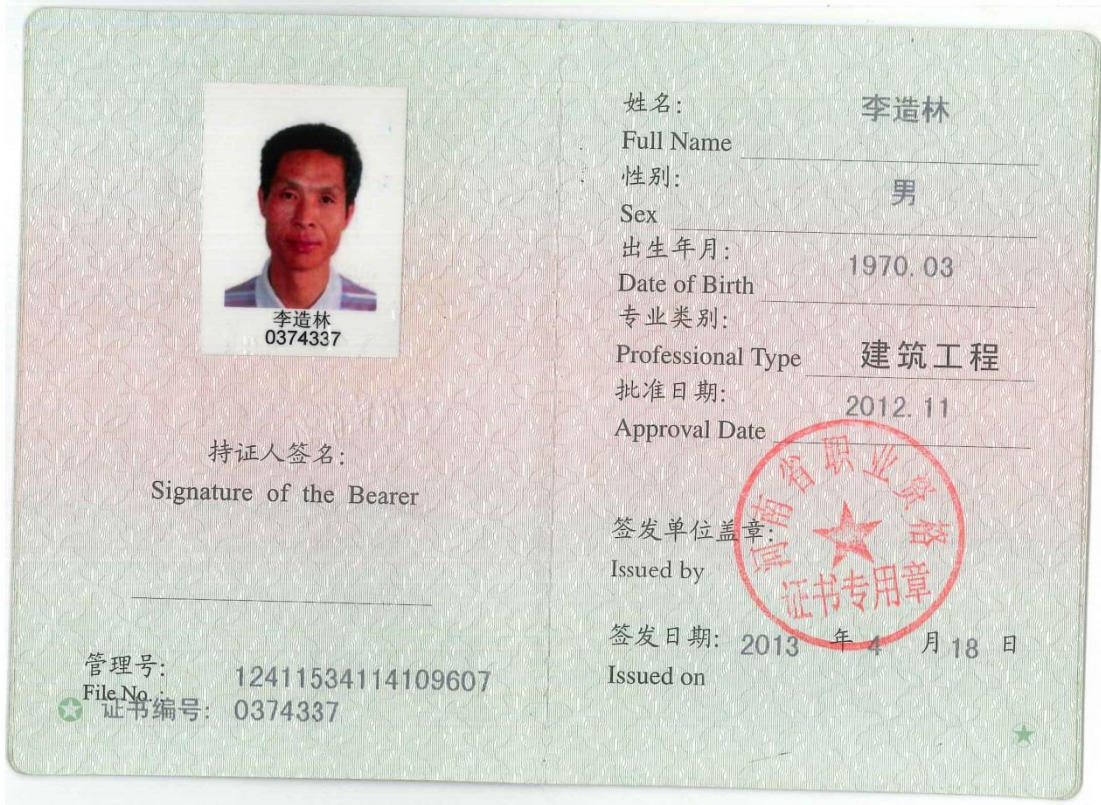 李造林
0374337
持证人签名:
Signature of the Bearer
管理号:
12411534114109607
File No. :
证书编号: 0374337
姓名:
李造林
Full Name
性别:
男
Sex
出生年月:
1970. 03
Date of Birth
专业类别:
Professional Type 建筑工程
批准日期:
2012. 11
Approval Date
河南省职业资格
证书专用章
签发单位盖章:
Issued by
签发日期: 2013 年 4 月 18 日
Issued on